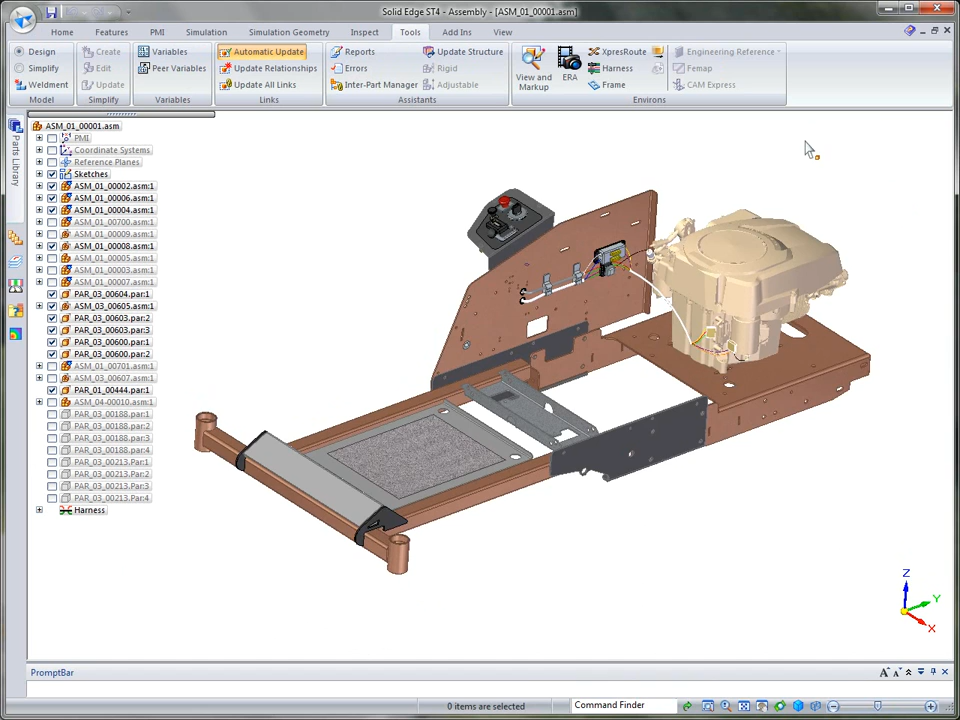 Solid Edge ST4 - Assembly - [ASM_01_00001.asm]
Home Features PMI Simulation Simulation Geometry Inspect Tools Add Ins View
Design Create Variables Automatic Update Reports Update Structure XpresRoute Engineering Reference
Simplify Edit Peer Variables Update Relationships Errors Rigid View and Markup ERA Harness Femap
Weldment Update Update All Links Inter-Part Manager Adjustable Frame CAM Express
Model Simplify Variables Links Assistants Environs
Parts Library
ASM_01_00001.asm
PMI
Coordinate Systems
Reference Planes
Sketches
ASM_01_00002.asm:1
ASM_01_00006.asm:1
ASM_01_00004.asm:1
ASM_01_00700.asm:1
ASM_01_00009.asm:1
ASM_01_00008.asm:1
ASM_01_00005.asm:1
ASM_01_00003.asm:1
ASM_01_00007.asm:1
PAR_03_00604.par:1
ASM_03_00605.asm:1
PAR_03_00603.par:2
PAR_03_00603.par:3
PAR_03_00600.par:1
PAR_03_00600.par:2
ASM_01_00701.asm:1
ASM_03_00607.asm:1
PAR_01_00444.par:1
ASM_04-00010.asm:1
PAR_03_00188.par:1
PAR_03_00188.par:2
PAR_03_00188.par:3
PAR_03_00188.par:4
PAR_03_00213.Par:1
PAR_03_00213.Par:2
PAR_03_00213.Par:3
PAR_03_00213.Par:4
Harness
Z
Y
X
PromptBar
0 items are selected Command Finder